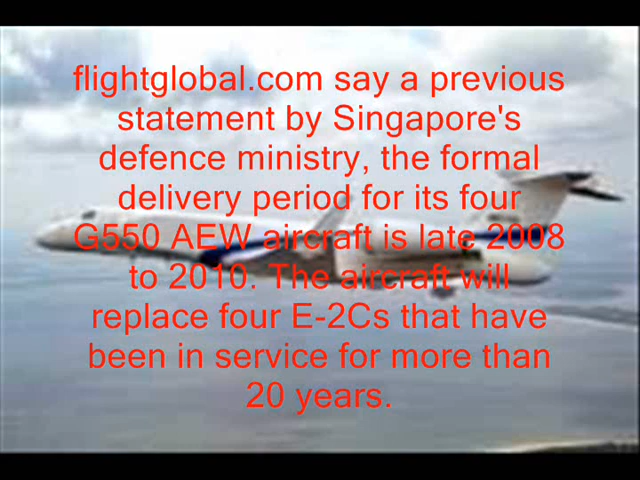 flightglobal.com say a previous
statement by Singapore's
defence ministry, the formal
delivery period for its four
G550 AEW aircraft is late 2008
to 2010. The aircraft will
replace four E-2Cs that have
been in service for more than
20 years.